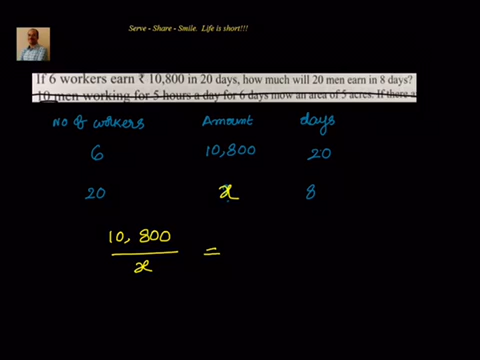 Serve - Share - Smile. Life is short!!!
If 6 workers earn ₹ 10,800 in 20 days, how much will 20 men earn in 8 days?
10 men working for 5 hours a day for 6 days mow an area of 5 acres. If there a
No of workers Amount days
6 10,800 20
20 x 8
10,800
x
=